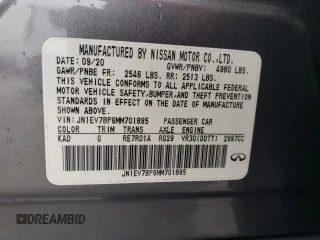 MANUFACTURED BY NISSAN MOTOR CO.,LTD.
DATE: 09/20 GVWR/PNBV: 4980 LBS.
GAWR/PNBE FR: 2546 LBS. RR: 2513 LBS.
THIS VEHICLE CONFORMS TO ALL APPLICABLE FEDERAL
MOTOR VEHICLE SAFETY, BUMPER, AND THEFT PREVENTION
STANDARDS IN EFFECT ON THE DATE OF MANUFACTURE
SHOWN ABOVE.
VIN: JN1EV7BP6MM701895 PASSENGER CAR
COLOR TRIM TRANS AXLE ENGINE
KAD G RE7R01A RG29 VR30(DDTT) 2997CC
JN1EV7BP6MM701895
DREAMBID